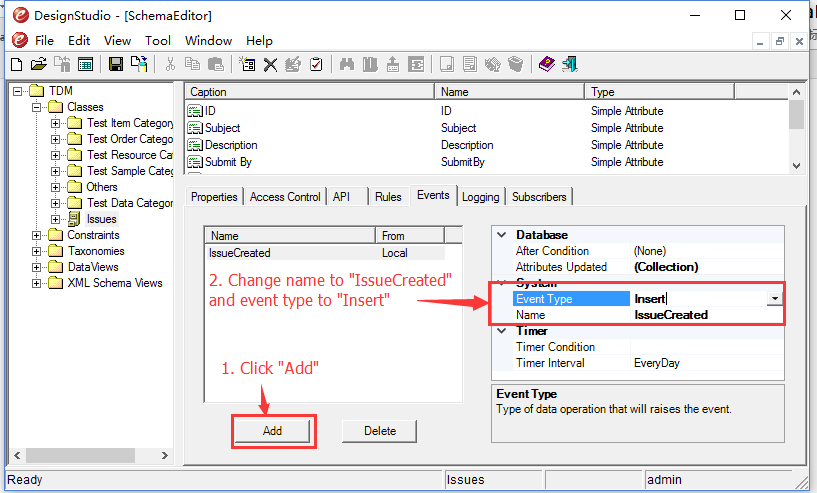 DesignStudio - [SchemaEditor]
File Edit View Tool Window Help
TDM
Classes
Test Item Category
Test Order Catego
Test Resource Cat
Test Sample Categ
Others
Test Data Categor
Issues
Constraints
Taxonomies
DataViews
XML Schema Views
Caption Name Type
ID ID Simple Attribute
Subject Subject Simple Attribute
Description Description Simple Attribute
Submit By SubmitBy Simple Attribute
Properties Access Control API Rules Events Logging Subscribers
Name From
IssueCreated Local
2. Change name to "IssueCreated"
and event type to "Insert"
1. Click "Add"
Add Delete
Database
After Condition (None)
Attributes Updated (Collection)
System
Event Type Insert
Name IssueCreated
Timer
Timer Condition
Timer Interval EveryDay
Event Type
Type of data operation that will raises the event.
Ready Issues admin